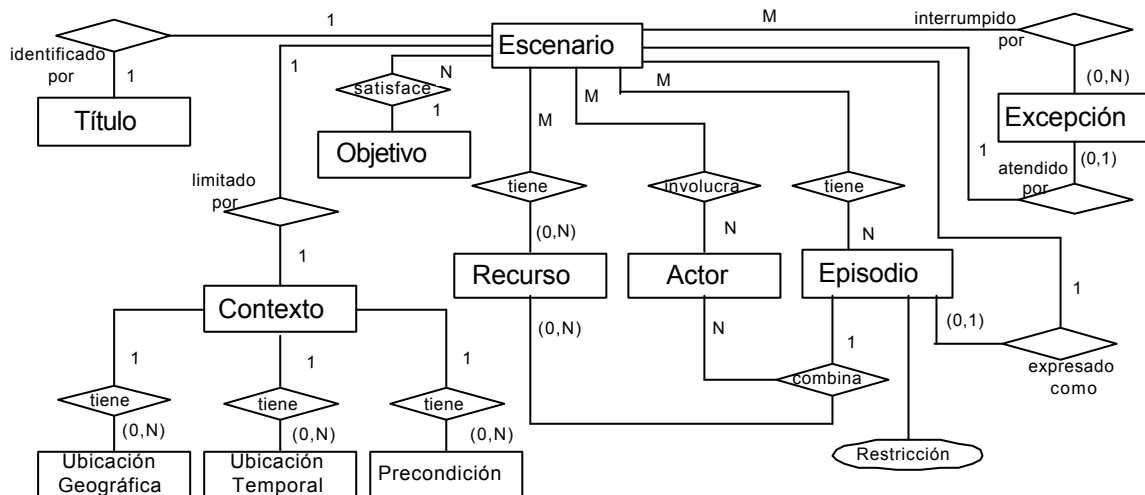 1
M
interrumpido
por
Escenario
identificado
por
1
1
N
M
M
M
(0,N)
satisface
1
Título
Objetivo
Excepción
(0,1)
1
atendido
por
limitado
por
tiene
involucra
tiene
(0,N)
N
N
1
Recurso
Actor
Episodio
Contexto
1
(0,N)
N
1
(0,1)
1
1
1
expresado
como
combina
tiene
tiene
tiene
(0,N)
(0,N)
(0,N)
Restricción
Ubicación
Geográfica
Ubicación
Temporal
Precondición